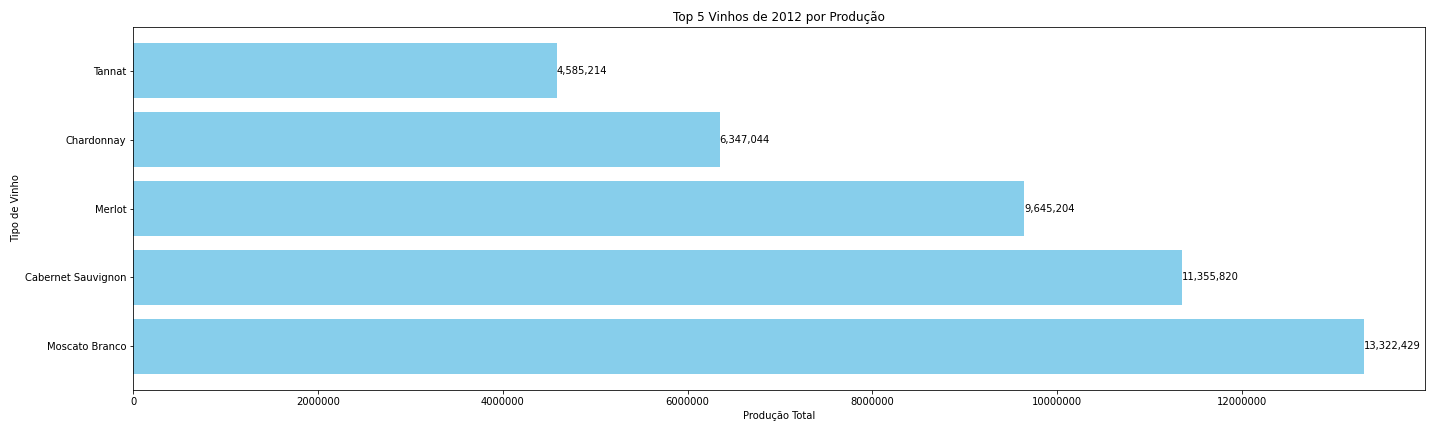 Top 5 Vinhos de 2012 por Produção
Tipo de Vinho
Tannat 4,585,214
Chardonnay 6,347,044
Merlot 9,645,204
Cabernet Sauvignon 11,355,820
Moscato Branco 13,322,429
0 2000000 4000000 6000000 8000000 10000000 12000000
Produção Total